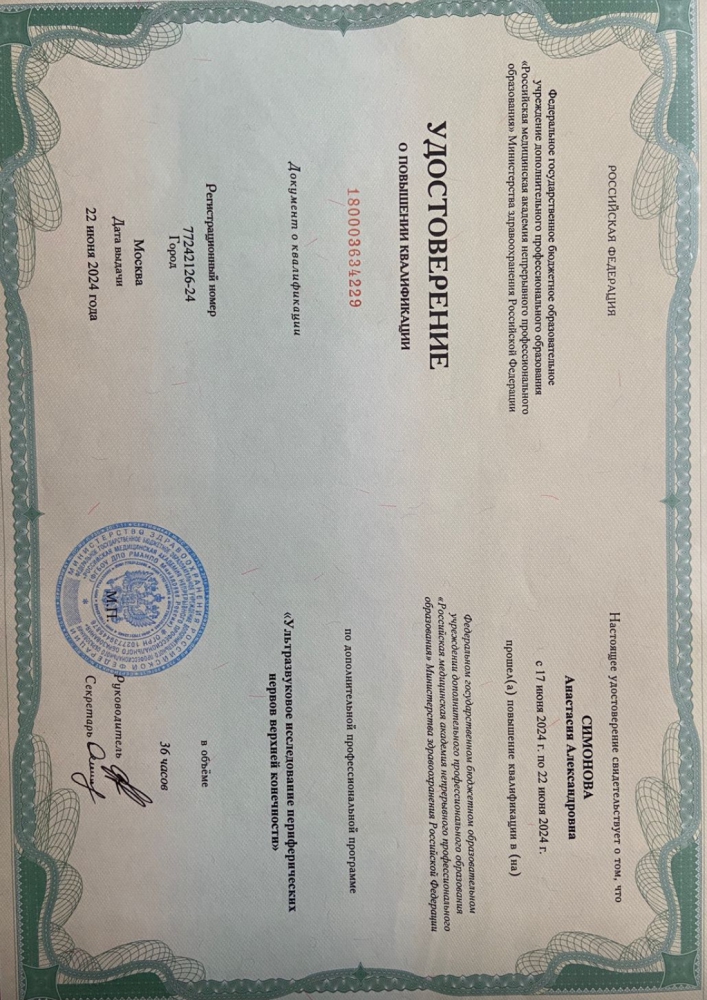 РОССИЙСКАЯ ФЕДЕРАЦИЯ
Федеральное государственное бюджетное образовательное
учреждение дополнительного профессионального образования
«Российская медицинская академия непрерывного профессионального
образования» Министерства здравоохранения Российской Федерации
УДОСТОВЕРЕНИЕ
О ПОВЫШЕНИИ КВАЛИФИКАЦИИ
180003634229
Документ о квалификации
Регистрационный номер
77242126-24
Город
Москва
Дата выдачи
22 июня 2024 года
Настоящее удостоверение свидетельствует о том, что
СИМОНОВА
Анастасия Александровна
с 17 июня 2024 г. по 22 июня 2024 г.
прошел(а) повышение квалификации в (на)
Федеральном государственном бюджетном образовательном
учреждении дополнительного профессионального образования
«Российская медицинская академия непрерывного профессионального
образования» Министерства здравоохранения Российской Федерации
по дополнительной профессиональной программе
«Ультразвуковое исследование периферических
нервов верхней конечности»
в объёме
36 часов
М.П.
Руководитель
Секретарь